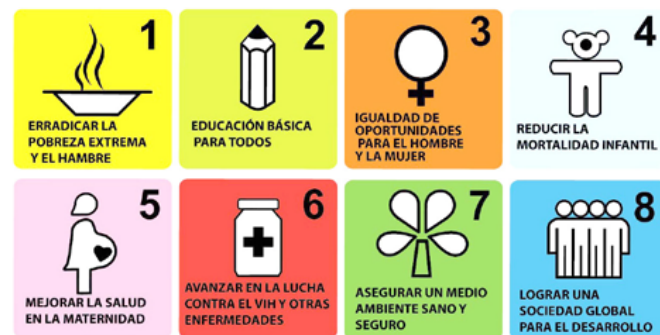 1
ERRADICAR LA
POBREZA EXTREMA
Y EL HAMBRE
2
EDUCACIÓN BÁSICA
PARA TODOS
3
IGUALDAD DE
OPORTUNIDADES
PARA EL HOMBRE
Y LA MUJER
4
REDUCIR LA
MORTALIDAD INFANTIL
5
MEJORAR LA SALUD
EN LA MATERNIDAD
6
AVANZAR EN LA LUCHA
CONTRA EL VIH Y OTRAS
ENFERMEDADES
7
ASEGURAR UN MEDIO
AMBIENTE SANO Y
SEGURO
8
LOGRAR UNA
SOCIEDAD GLOBAL
PARA EL DESARROLLO